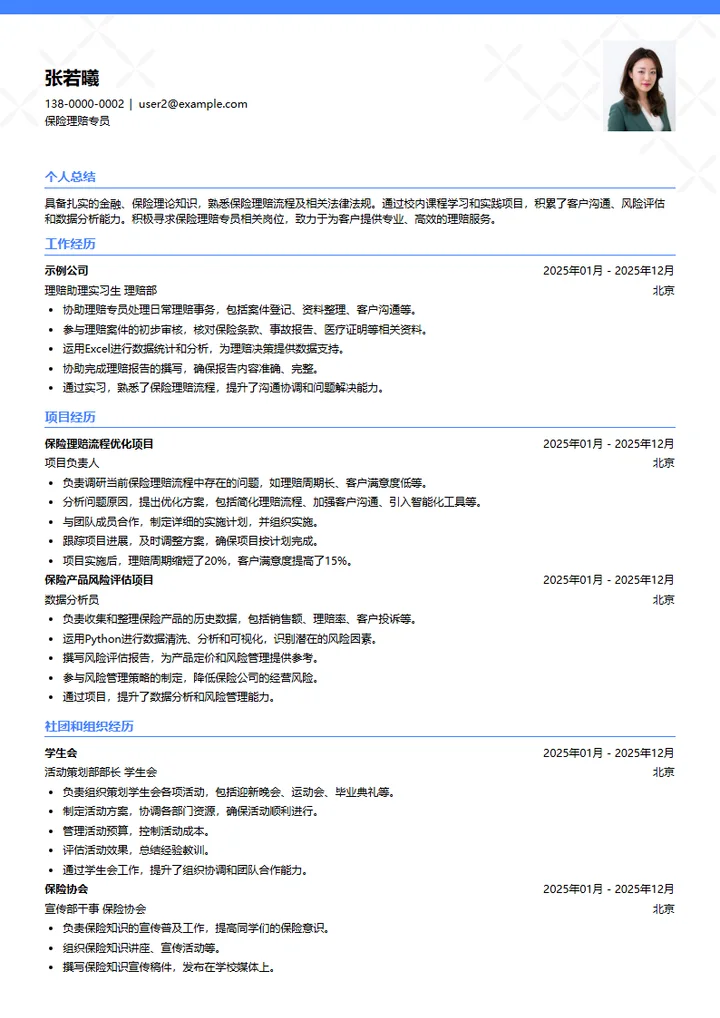 张若曦
138-0000-0002 | user2@example.com
保险理赔专员
个人总结
具备扎实的金融、保险理论知识，熟悉保险理赔流程及相关法律法规。通过校内课程学习和实践项目，积累了客户沟通、风险评估
和数据分析能力。积极寻求保险理赔专员相关岗位，致力于为客户提供专业、高效的理赔服务。
工作经历
示例公司 2025年01月 - 2025年12月
理赔助理实习生 理赔部 北京
• 协助理赔专员处理日常理赔事务，包括案件登记、资料整理、客户沟通等。
• 参与理赔案件的初步审核，核对保险条款、事故报告、医疗证明等相关资料。
• 运用Excel进行数据统计和分析，为理赔决策提供数据支持。
• 协助完成理赔报告的撰写，确保报告内容准确、完整。
• 通过实习，熟悉了保险理赔流程，提升了沟通协调和问题解决能力。
项目经历
保险理赔流程优化项目 2025年01月 - 2025年12月
项目负责人 北京
• 负责调研当前保险理赔流程中存在的问题，如理赔周期长、客户满意度低等。
• 分析问题原因，提出优化方案，包括简化理赔流程、加强客户沟通、引入智能化工具等。
• 与团队成员合作，制定详细的实施计划，并组织实施。
• 跟踪项目进展，及时调整方案，确保项目按计划完成。
• 项目实施后，理赔周期缩短了20%，客户满意度提高了15%。
保险产品风险评估项目 2025年01月 - 2025年12月
数据分析员 北京
• 负责收集和整理保险产品的历史数据，包括销售额、理赔率、客户投诉等。
• 运用Python进行数据清洗、分析和可视化，识别潜在的风险因素。
• 撰写风险评估报告，为产品定价和风险管理提供参考。
• 参与风险管理策略的制定，降低保险公司的经营风险。
• 通过项目，提升了数据分析和风险管理能力。
社团和组织经历
学生会 2025年01月 - 2025年12月
活动策划部部长 学生会 北京
• 负责组织策划学生会各项活动，包括迎新晚会、运动会、毕业典礼等。
• 制定活动方案，协调各部门资源，确保活动顺利进行。
• 管理活动预算，控制活动成本。
• 评估活动效果，总结经验教训。
• 通过学生会工作，提升了组织协调和团队合作能力。
保险协会 2025年01月 - 2025年12月
宣传部干事 保险协会 北京
• 负责保险知识的宣传普及工作，提高同学们的保险意识。
• 组织保险知识讲座、宣传活动等。
• 撰写保险知识宣传稿件，发布在学校媒体上。